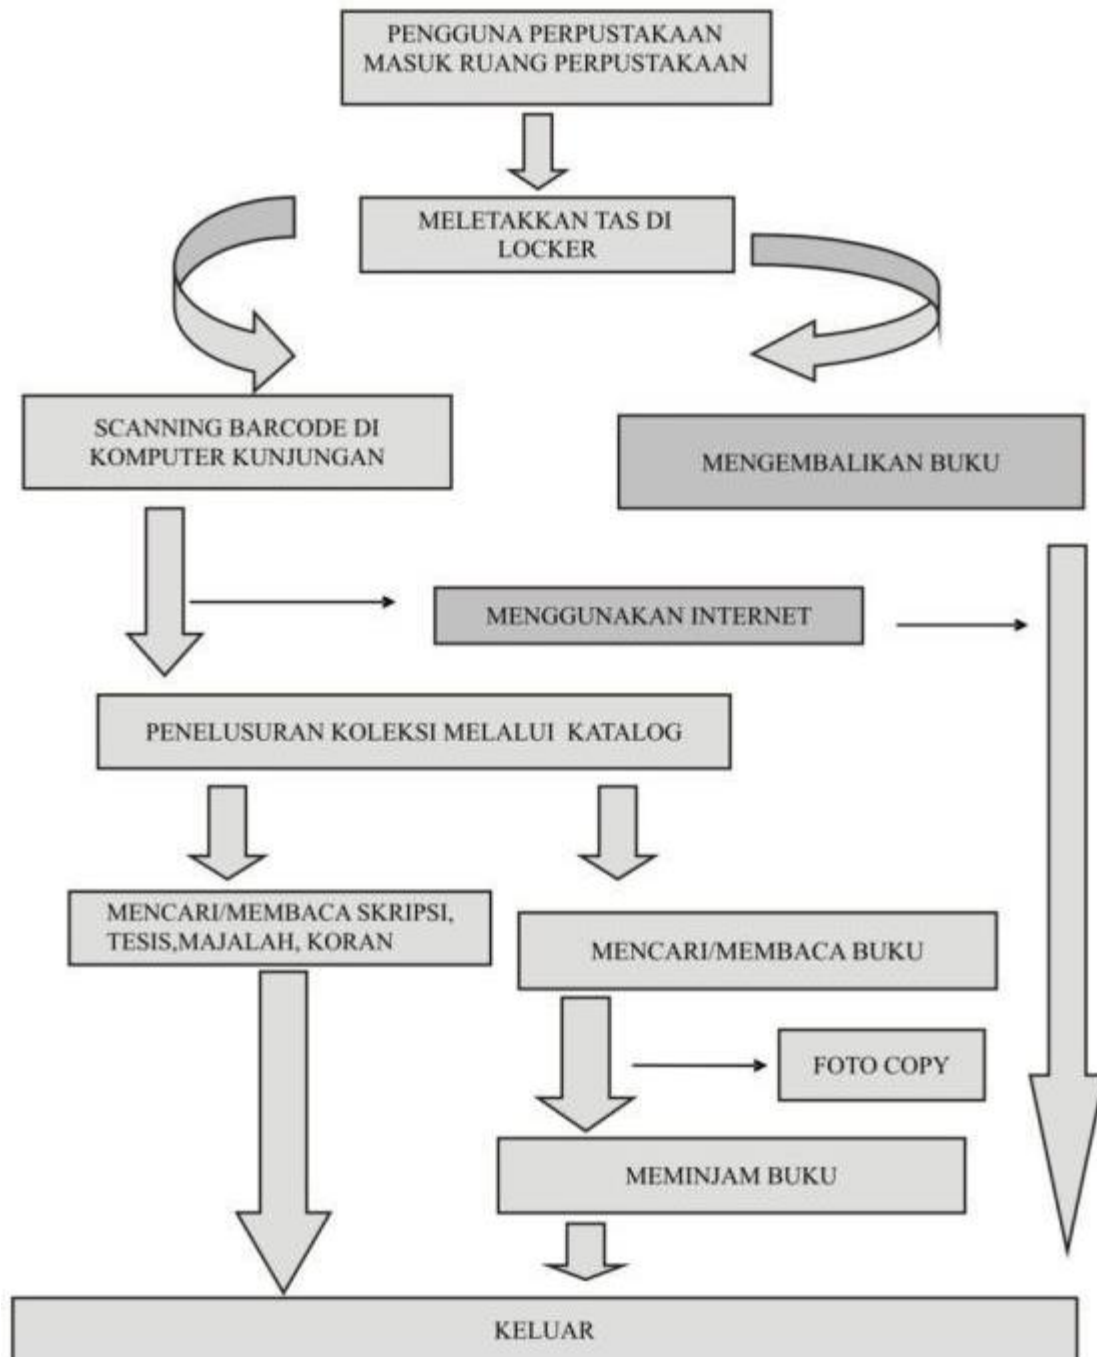 PENGGUNA PERPUSTAKAAN
MASUK RUANG PERPUSTAKAAN
MELETAKKAN TAS DI
LOCKER
SCANNING BARCODE DI
KOMPUTER KUNJUNGAN
MENGEMBALIKAN BUKU
MENGGUNAKAN INTERNET
PENELUSURAN KOLEKSI MELALUI KATALOG
MENCARI/MEMBACA SKRIPSI,
TESIS,MAJALAH, KORAN
MENCARI/MEMBACA BUKU
FOTO COPY
MEMINJAM BUKU
KELUAR